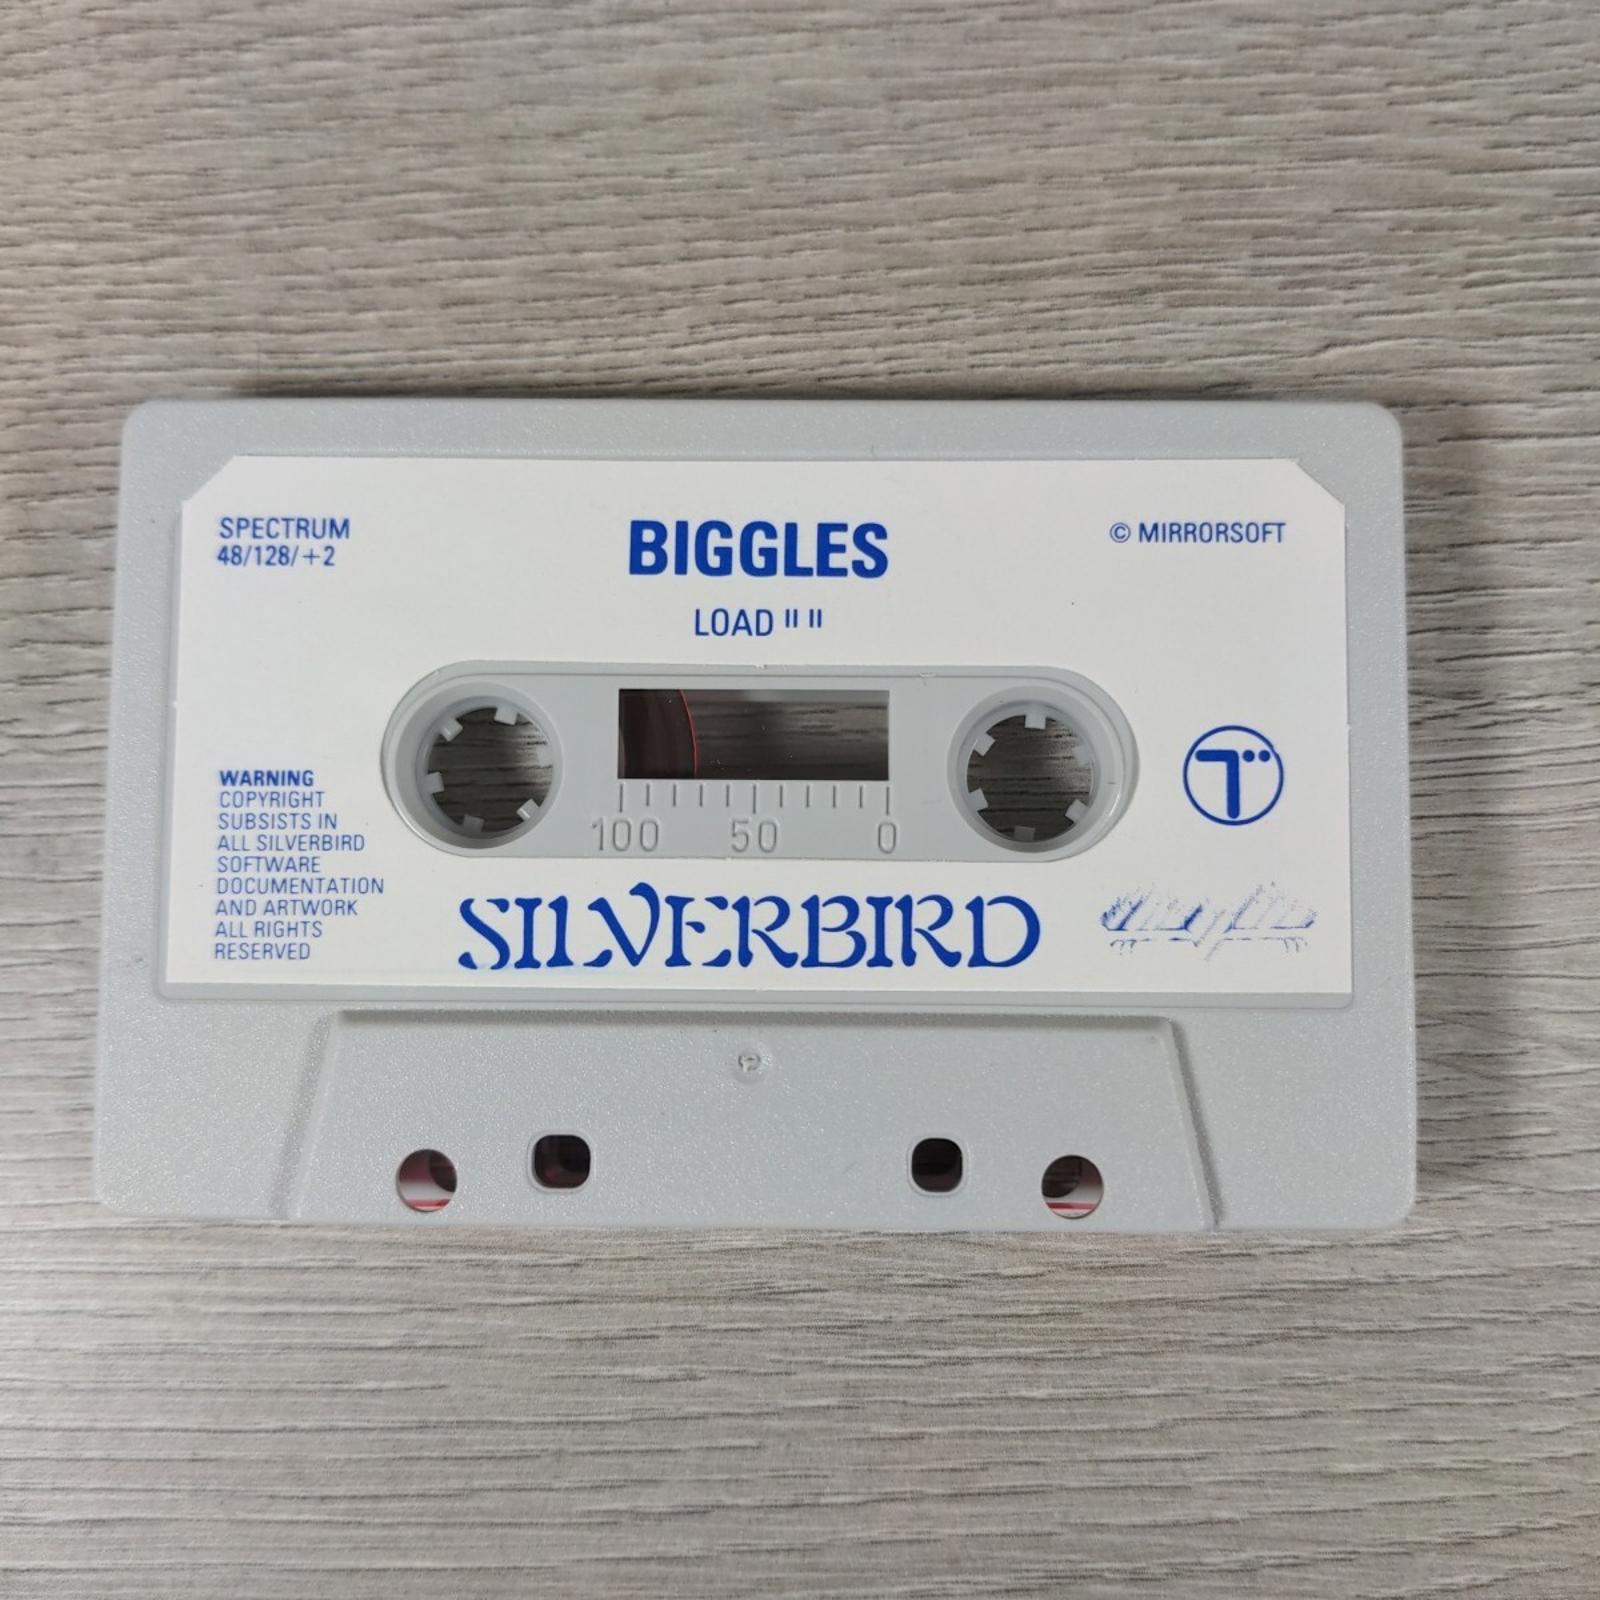 SPECTRUM
48/128/+2
BIGGLES
LOAD " "
© MIRRORSOFT
100 50 0
WARNING
COPYRIGHT
SUBSISTS IN
ALL SILVERBIRD
SOFTWARE
DOCUMENTATION
AND ARTWORK
ALL RIGHTS
RESERVED
SILVERBIRD